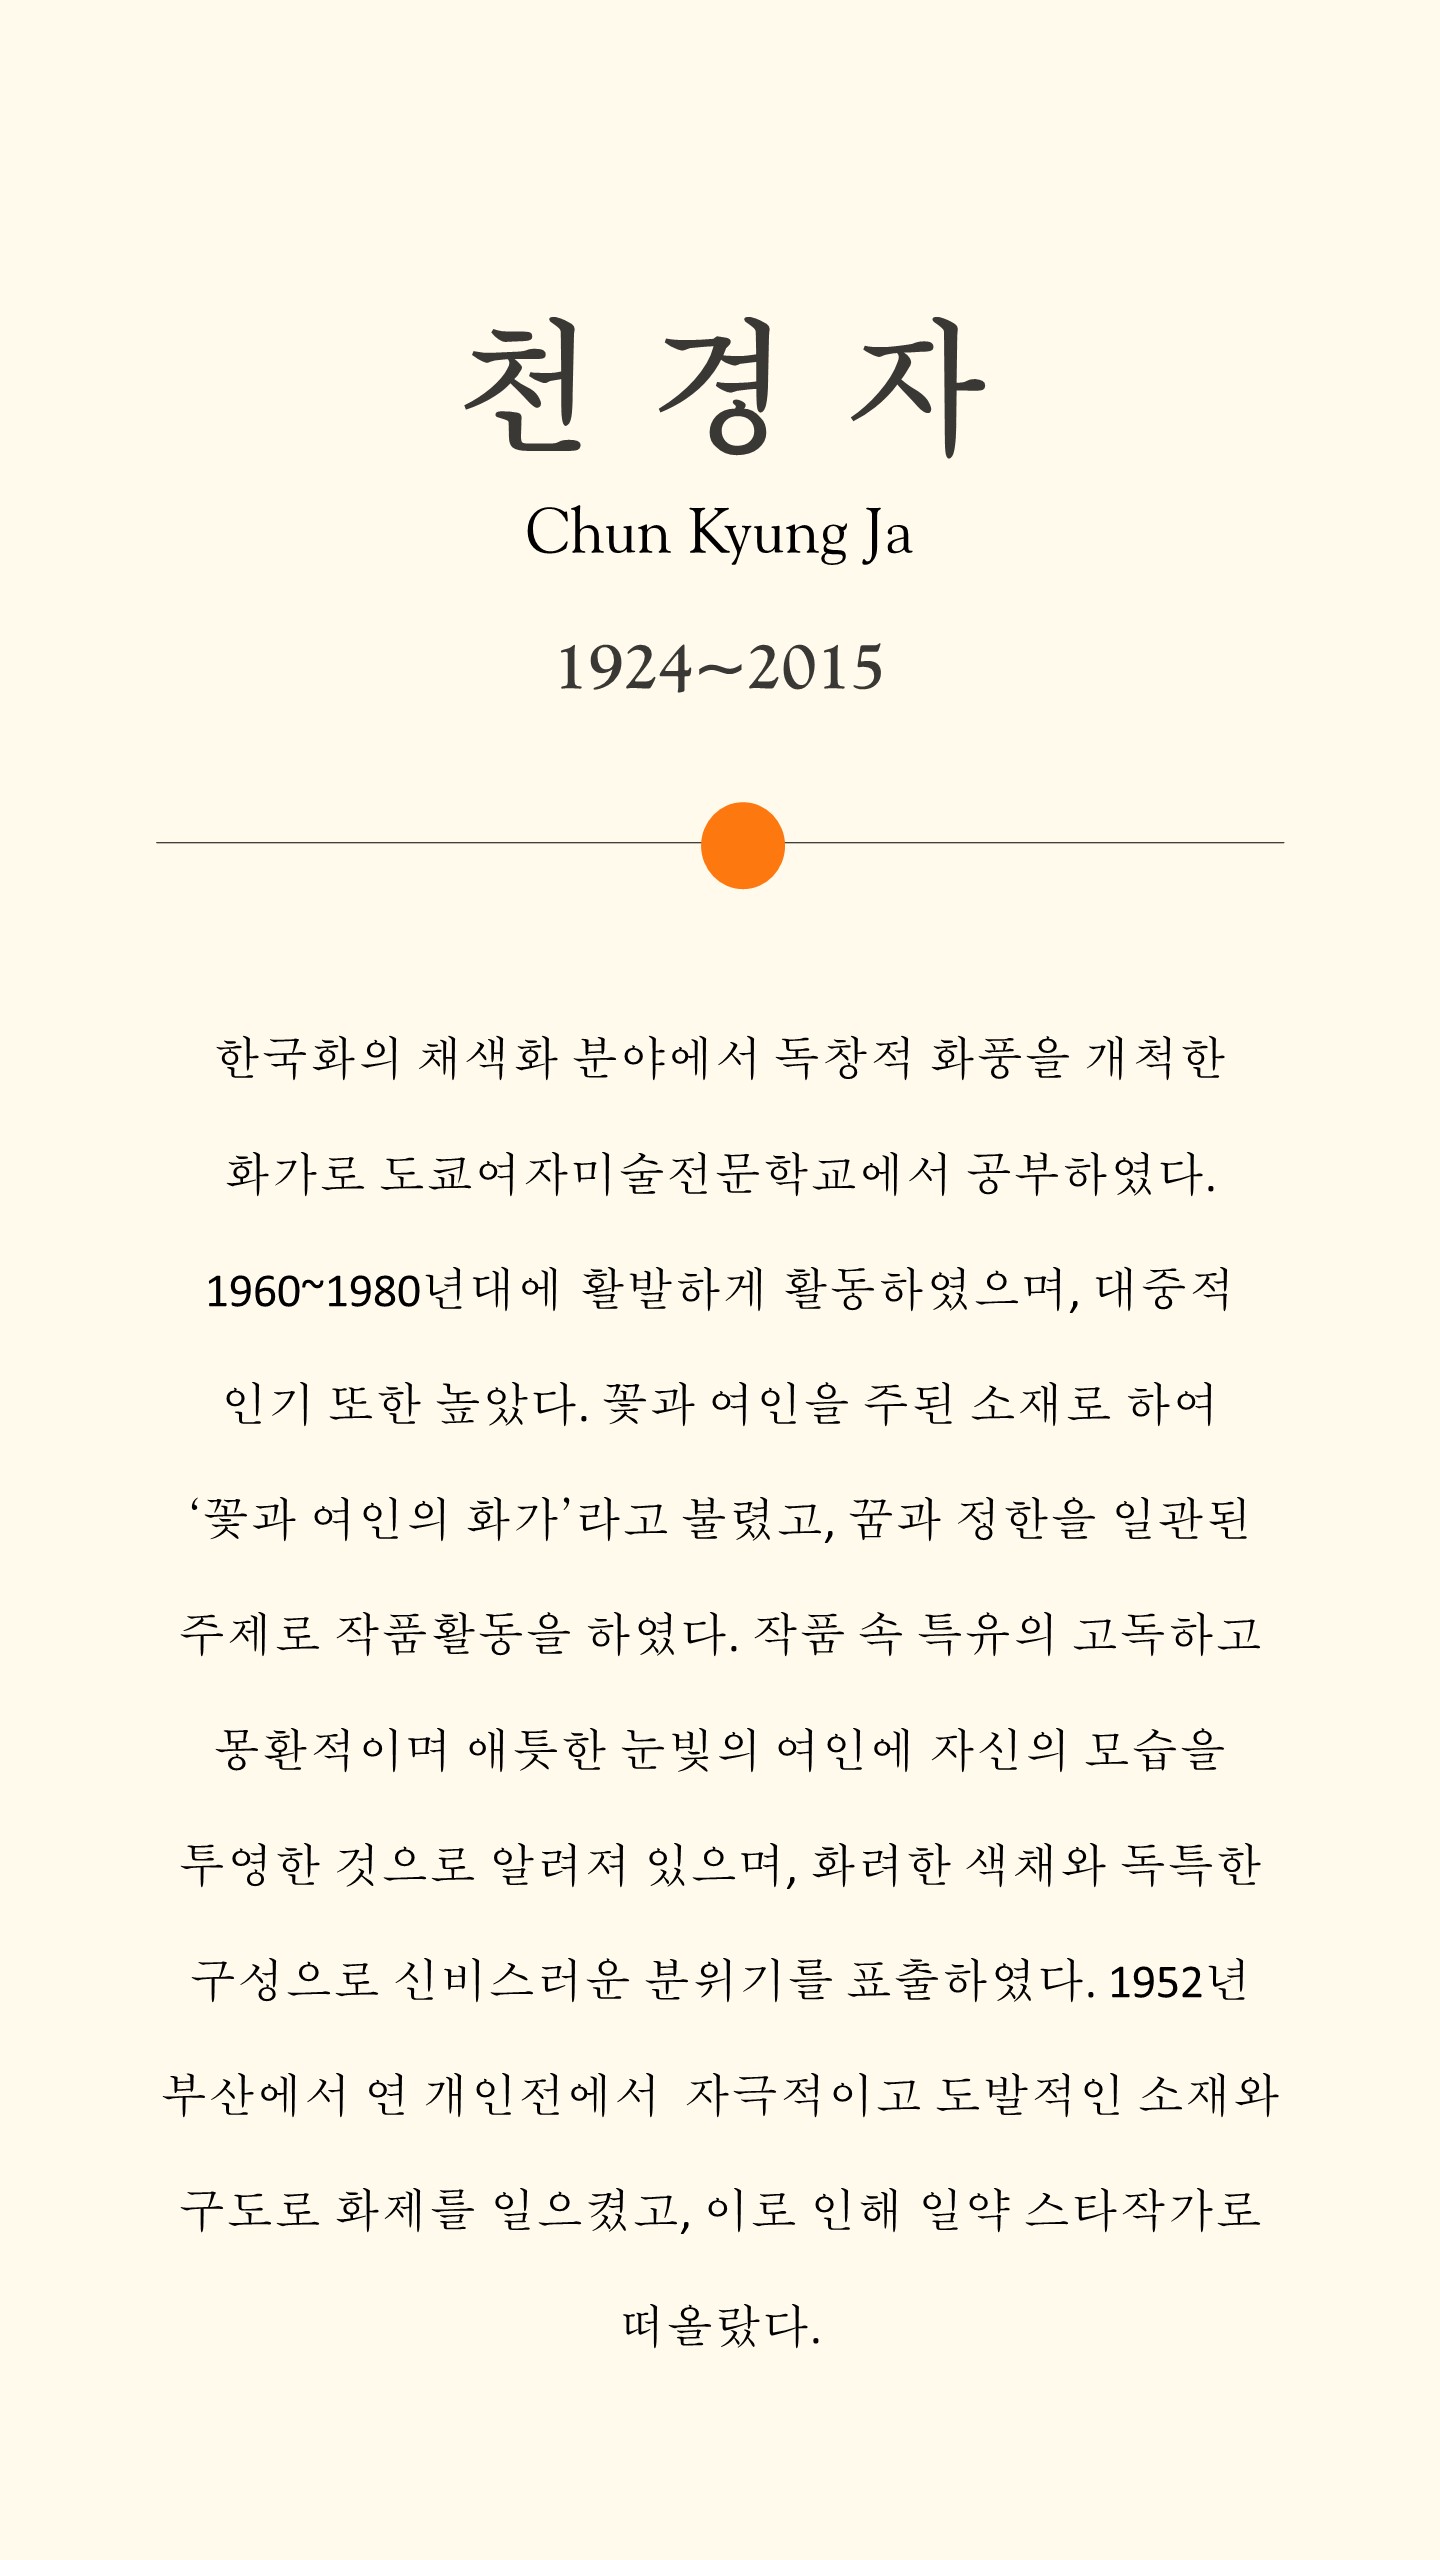 천 경 자
Chun Kyung Ja
1924~2015
한국화의 채색화 분야에서 독창적 화풍을 개척한
화가로 도쿄여자미술전문학교에서 공부하였다.
1960~1980년대에 활발하게 활동하였으며, 대중적
인기 또한 높았다. 꽃과 여인을 주된 소재로 하여
‘꽃과 여인의 화가’라고 불렸고, 꿈과 정한을 일관된
주제로 작품활동을 하였다. 작품 속 특유의 고독하고
몽환적이며 애틋한 눈빛의 여인에 자신의 모습을
투영한 것으로 알려져 있으며, 화려한 색채와 독특한
구성으로 신비스러운 분위기를 표출하였다. 1952년
부산에서 연 개인전에서  자극적이고 도발적인 소재와
구도로 화제를 일으켰고, 이로 인해 일약 스타작가로
떠올랐다.